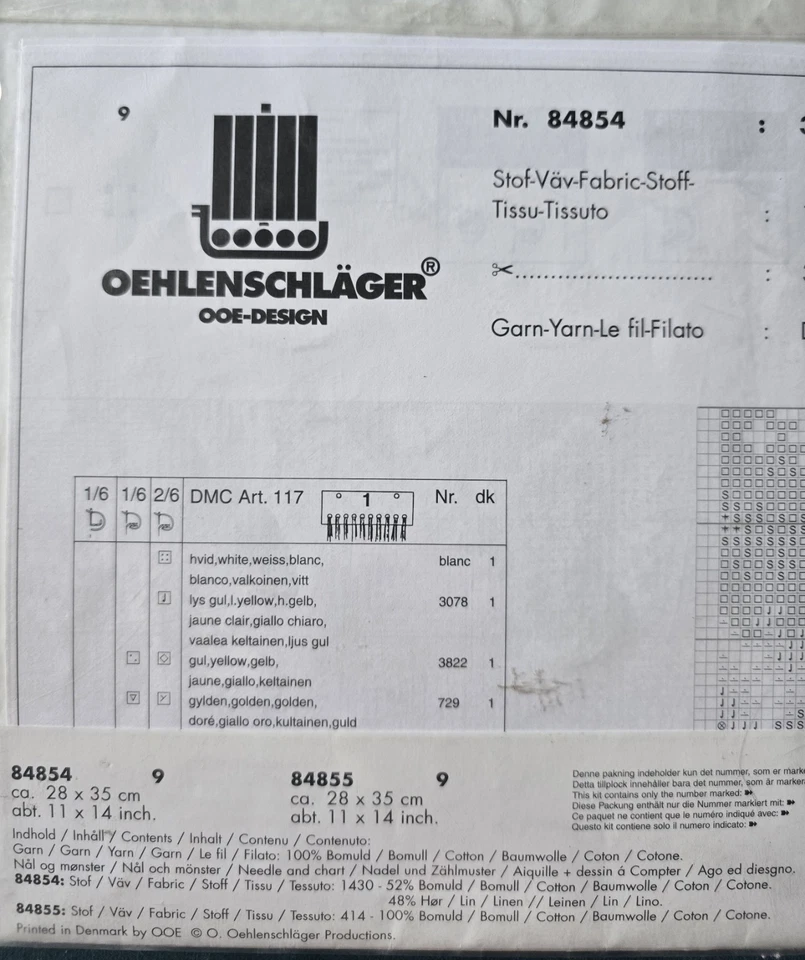 9
OEHLENSCHLÄGER®
OOE-DESIGN
Nr. 84854 :
Stof-Väv-Fabric-Stoff-
Tissu-Tissuto :
✂........................... :
Garn-Yarn-Le fil-Filato :
1/6 1/6 2/6 DMC Art. 117 1 Nr. dk
hvid,white,weiss,blanc, blanc 1
blanco,valkoinen,vitt
lys gul,l.yellow,h.gelb, 3078 1
jaune clair,giallo chiaro,
vaalea keltainen,ljus gul
gul,yellow,gelb, 3822 1
jaune,giallo,keltainen
gylden,golden,golden, 729 1
doré,giallo oro,kultainen,guld
84854 9
ca. 28 x 35 cm
abt. 11 x 14 inch.
84855 9
ca. 28 x 35 cm
abt. 11 x 14 inch.
Denne pakning indeholder kun det nummer, som er marke
Detta tillplock innehåller bara det nummer, som är marker
This kit contains only the number marked:
Diese Packung enthält nur die Nummer markiert mit:
Ce paquet ne contient que le numéro indiqué avec:
Questo kit contiene solo il numero indicato:
Indhold / Inhåll / Contents / Inhalt / Contenu / Contenuto:
Garn / Garn / Yarn / Garn / Le fil / Filato: 100% Bomuld / Bomull / Cotton / Baumwolle / Coton / Cotone.
Nål og mønster / Nål och mönster / Needle and chart / Nadel und Zählmuster / Aiquille + dessin á Compter / Ago ed diesgno.
84854: Stof / Väv / Fabric / Stoff / Tissu / Tessuto: 1430 - 52% Bomuld / Bomull / Cotton / Baumwolle / Coton / Cotone.
48% Hør / Lin / Linen // Leinen / Lin / Lino.
84855: Stof / Väv / Fabric / Stoff / Tissu / Tessuto: 414 - 100% Bomuld / Bomull / Cotton / Baumwolle / Coton / Cotone.
Printed in Denmark by OOE © O. Oehlenschläger Productions.